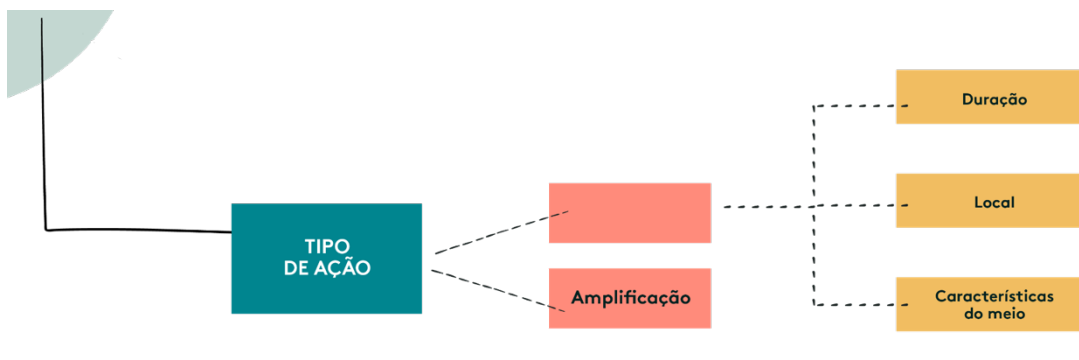 Duração
Local
TIPO
DE AÇÃO
Amplificação
Características
do meio